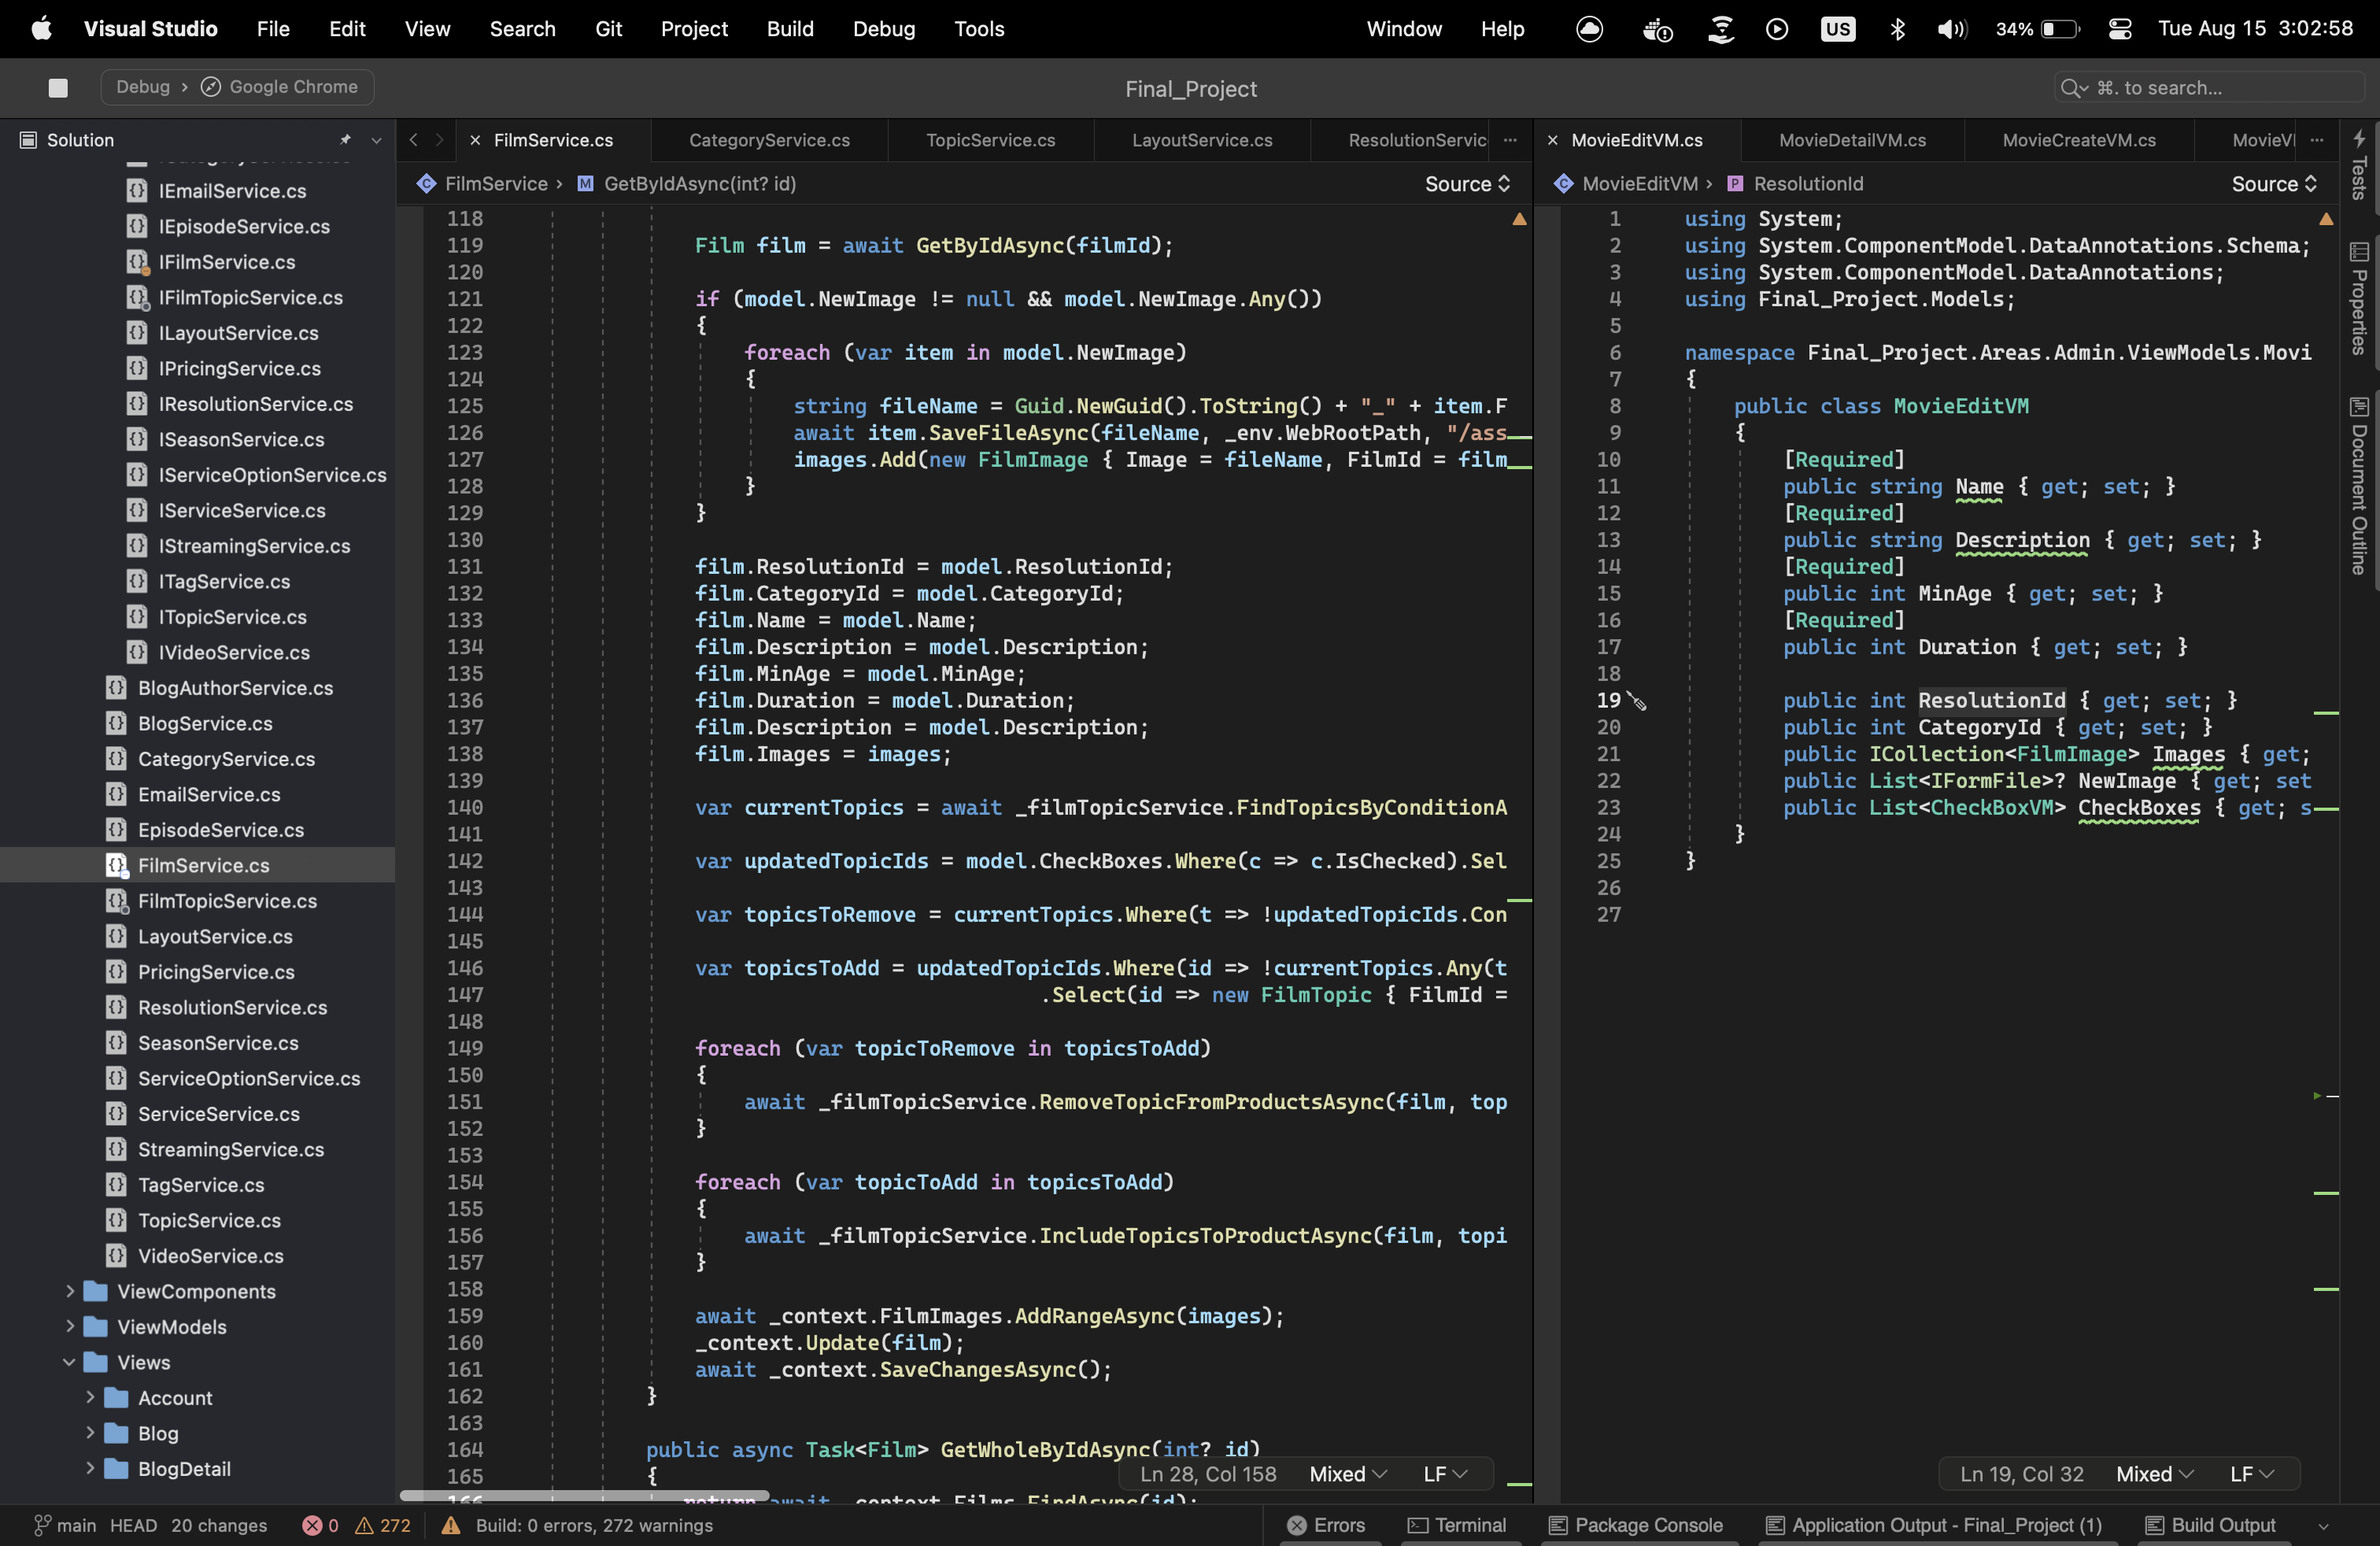 Visual Studio File Edit View Search Git Project Build Debug Tools Window Help US 34% Tue Aug 15 3:02:58
Debug › Google Chrome
Final_Project
⌘. to search...
Solution
IEmailService.cs
IEpisodeService.cs
IFilmService.cs
IFilmTopicService.cs
ILayoutService.cs
IPricingService.cs
IResolutionService.cs
ISeasonService.cs
IServiceOptionService.cs
IServiceService.cs
IStreamingService.cs
ITagService.cs
ITopicService.cs
IVideoService.cs
BlogAuthorService.cs
BlogService.cs
CategoryService.cs
EmailService.cs
EpisodeService.cs
FilmService.cs
FilmTopicService.cs
LayoutService.cs
PricingService.cs
ResolutionService.cs
SeasonService.cs
ServiceOptionService.cs
ServiceService.cs
StreamingService.cs
TagService.cs
TopicService.cs
VideoService.cs
ViewComponents
ViewModels
Views
Account
Blog
BlogDetail
FilmService.cs CategoryService.cs TopicService.cs LayoutService.cs ResolutionServic ...
FilmService › M GetByIdAsync(int? id) Source
118
119 Film film = await GetByIdAsync(filmId);
120
121 if (model.NewImage != null && model.NewImage.Any())
122 {
123 foreach (var item in model.NewImage)
124 {
125 string fileName = Guid.NewGuid().ToString() + "_" + item.F
126 await item.SaveFileAsync(fileName, _env.WebRootPath, "/ass
127 images.Add(new FilmImage { Image = fileName, FilmId = film
128 }
129 }
130
131 film.ResolutionId = model.ResolutionId;
132 film.CategoryId = model.CategoryId;
133 film.Name = model.Name;
134 film.Description = model.Description;
135 film.MinAge = model.MinAge;
136 film.Duration = model.Duration;
137 film.Description = model.Description;
138 film.Images = images;
139
140 var currentTopics = await _filmTopicService.FindTopicsByConditionA
141
142 var updatedTopicIds = model.CheckBoxes.Where(c => c.IsChecked).Sel
143
144 var topicsToRemove = currentTopics.Where(t => !updatedTopicIds.Con
145
146 var topicsToAdd = updatedTopicIds.Where(id => !currentTopics.Any(t
147 .Select(id => new FilmTopic { FilmId =
148
149 foreach (var topicToRemove in topicsToAdd)
150 {
151 await _filmTopicService.RemoveTopicFromProductsAsync(film, top
152 }
153
154 foreach (var topicToAdd in topicsToAdd)
155 {
156 await _filmTopicService.IncludeTopicsToProductAsync(film, topi
157 }
158
159 await _context.FilmImages.AddRangeAsync(images);
160 _context.Update(film);
161 await _context.SaveChangesAsync();
162 }
163
164 public async Task<Film> GetWholeByIdAsync(int? id)
165 {
166 return await _context.Films.FindAsync(id);
Ln 28, Col 158 Mixed LF
MovieEditVM.cs MovieDetailVM.cs MovieCreateVM.cs MovieVI ...
MovieEditVM › P ResolutionId Source
1 using System;
2 using System.ComponentModel.DataAnnotations.Schema;
3 using System.ComponentModel.DataAnnotations;
4 using Final_Project.Models;
5
6 namespace Final_Project.Areas.Admin.ViewModels.Movi
7 {
8 public class MovieEditVM
9 {
10 [Required]
11 public string Name { get; set; }
12 [Required]
13 public string Description { get; set; }
14 [Required]
15 public int MinAge { get; set; }
16 [Required]
17 public int Duration { get; set; }
18
19 public int ResolutionId { get; set; }
20 public int CategoryId { get; set; }
21 public ICollection<FilmImage> Images { get;
22 public List<IFormFile>? NewImage { get; set
23 public List<CheckBoxVM> CheckBoxes { get; s
24 }
25 }
26
27
Ln 19, Col 32 Mixed LF
Tests
Properties
Document Outline
main HEAD 20 changes 0 272 Build: 0 errors, 272 warnings Errors Terminal Package Console Application Output - Final_Project (1) Build Output